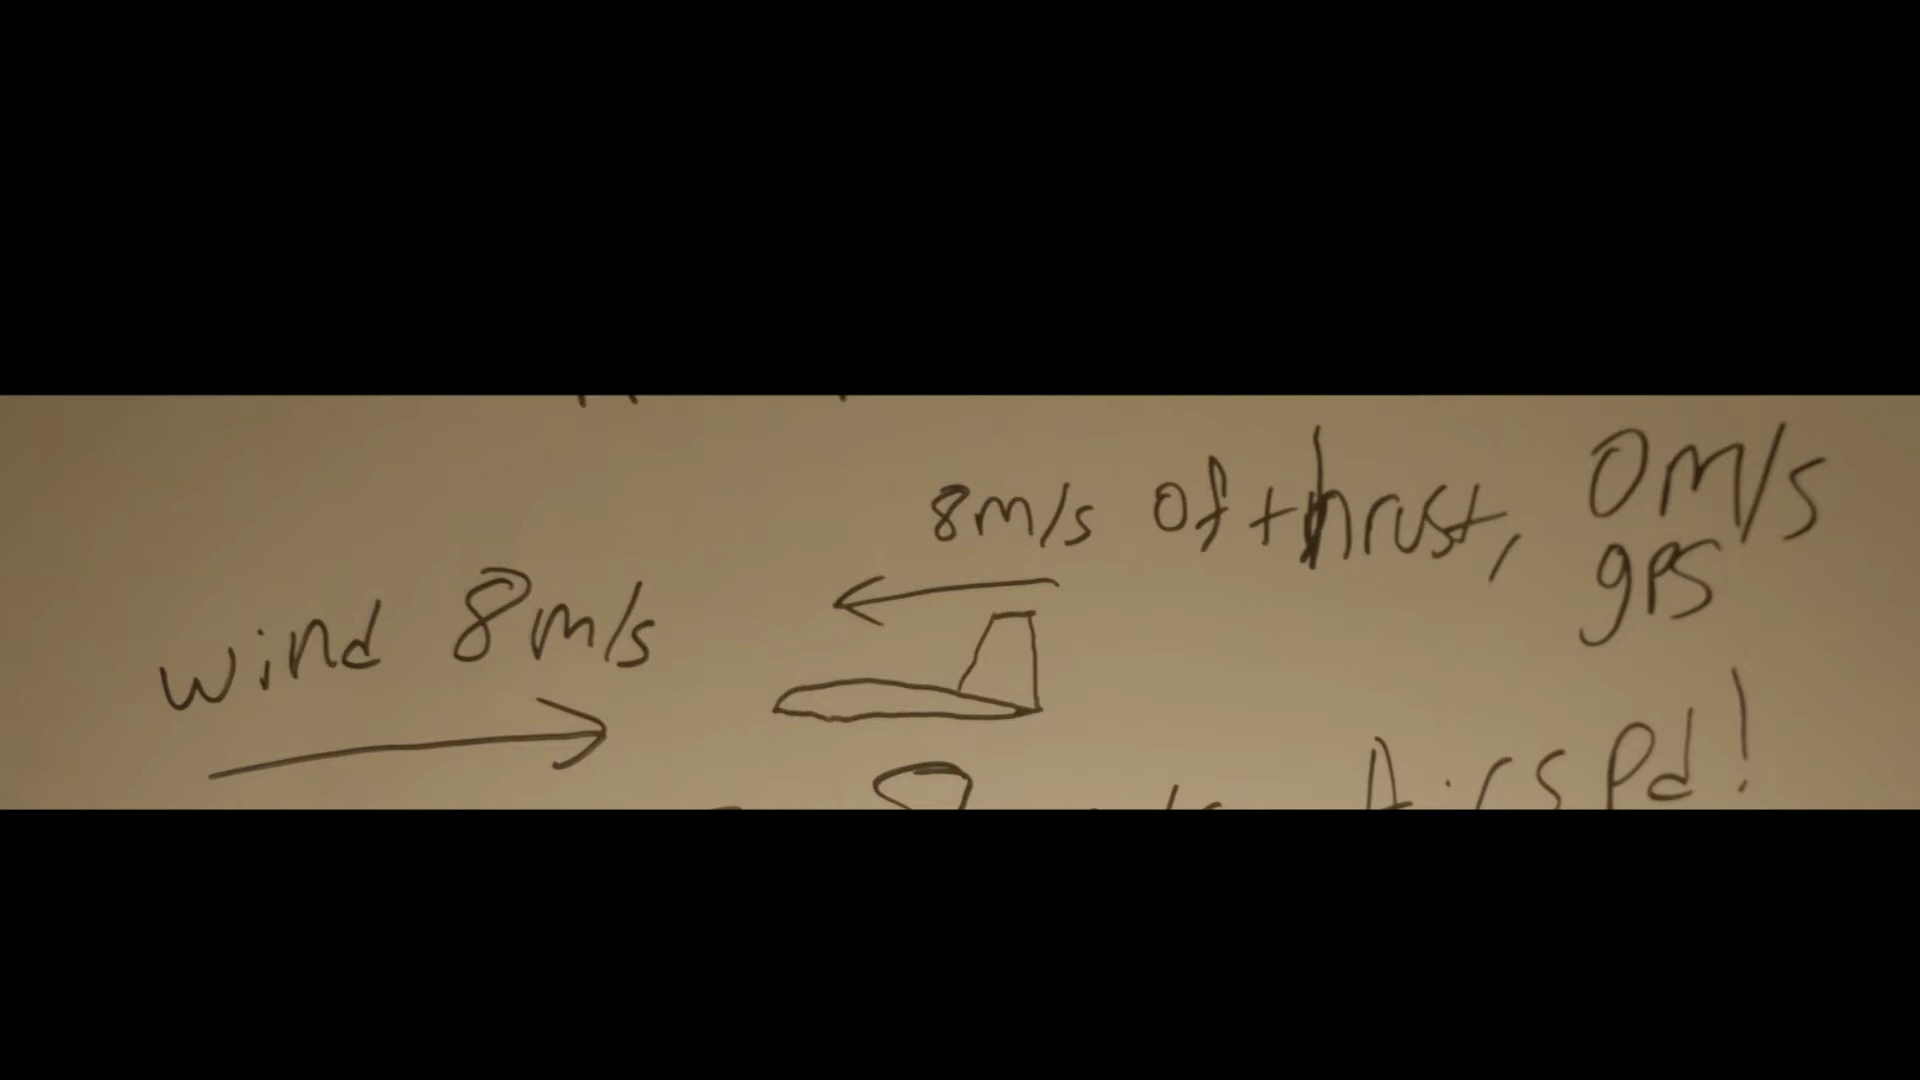 8m/s of thrust, 0m/s
gps
wind 8m/s
Airspd!